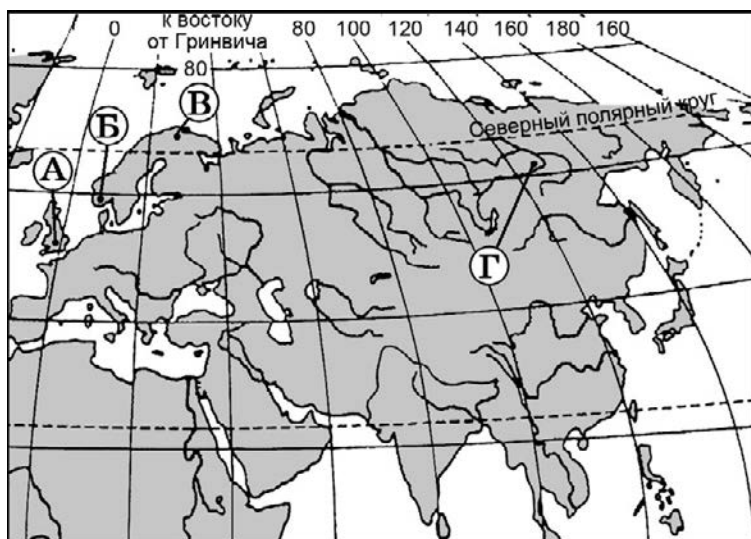 к востоку
от Гринвича
0 80 100 120 140 160 180 160
80
В
Б
Северный полярный круг
А
Г